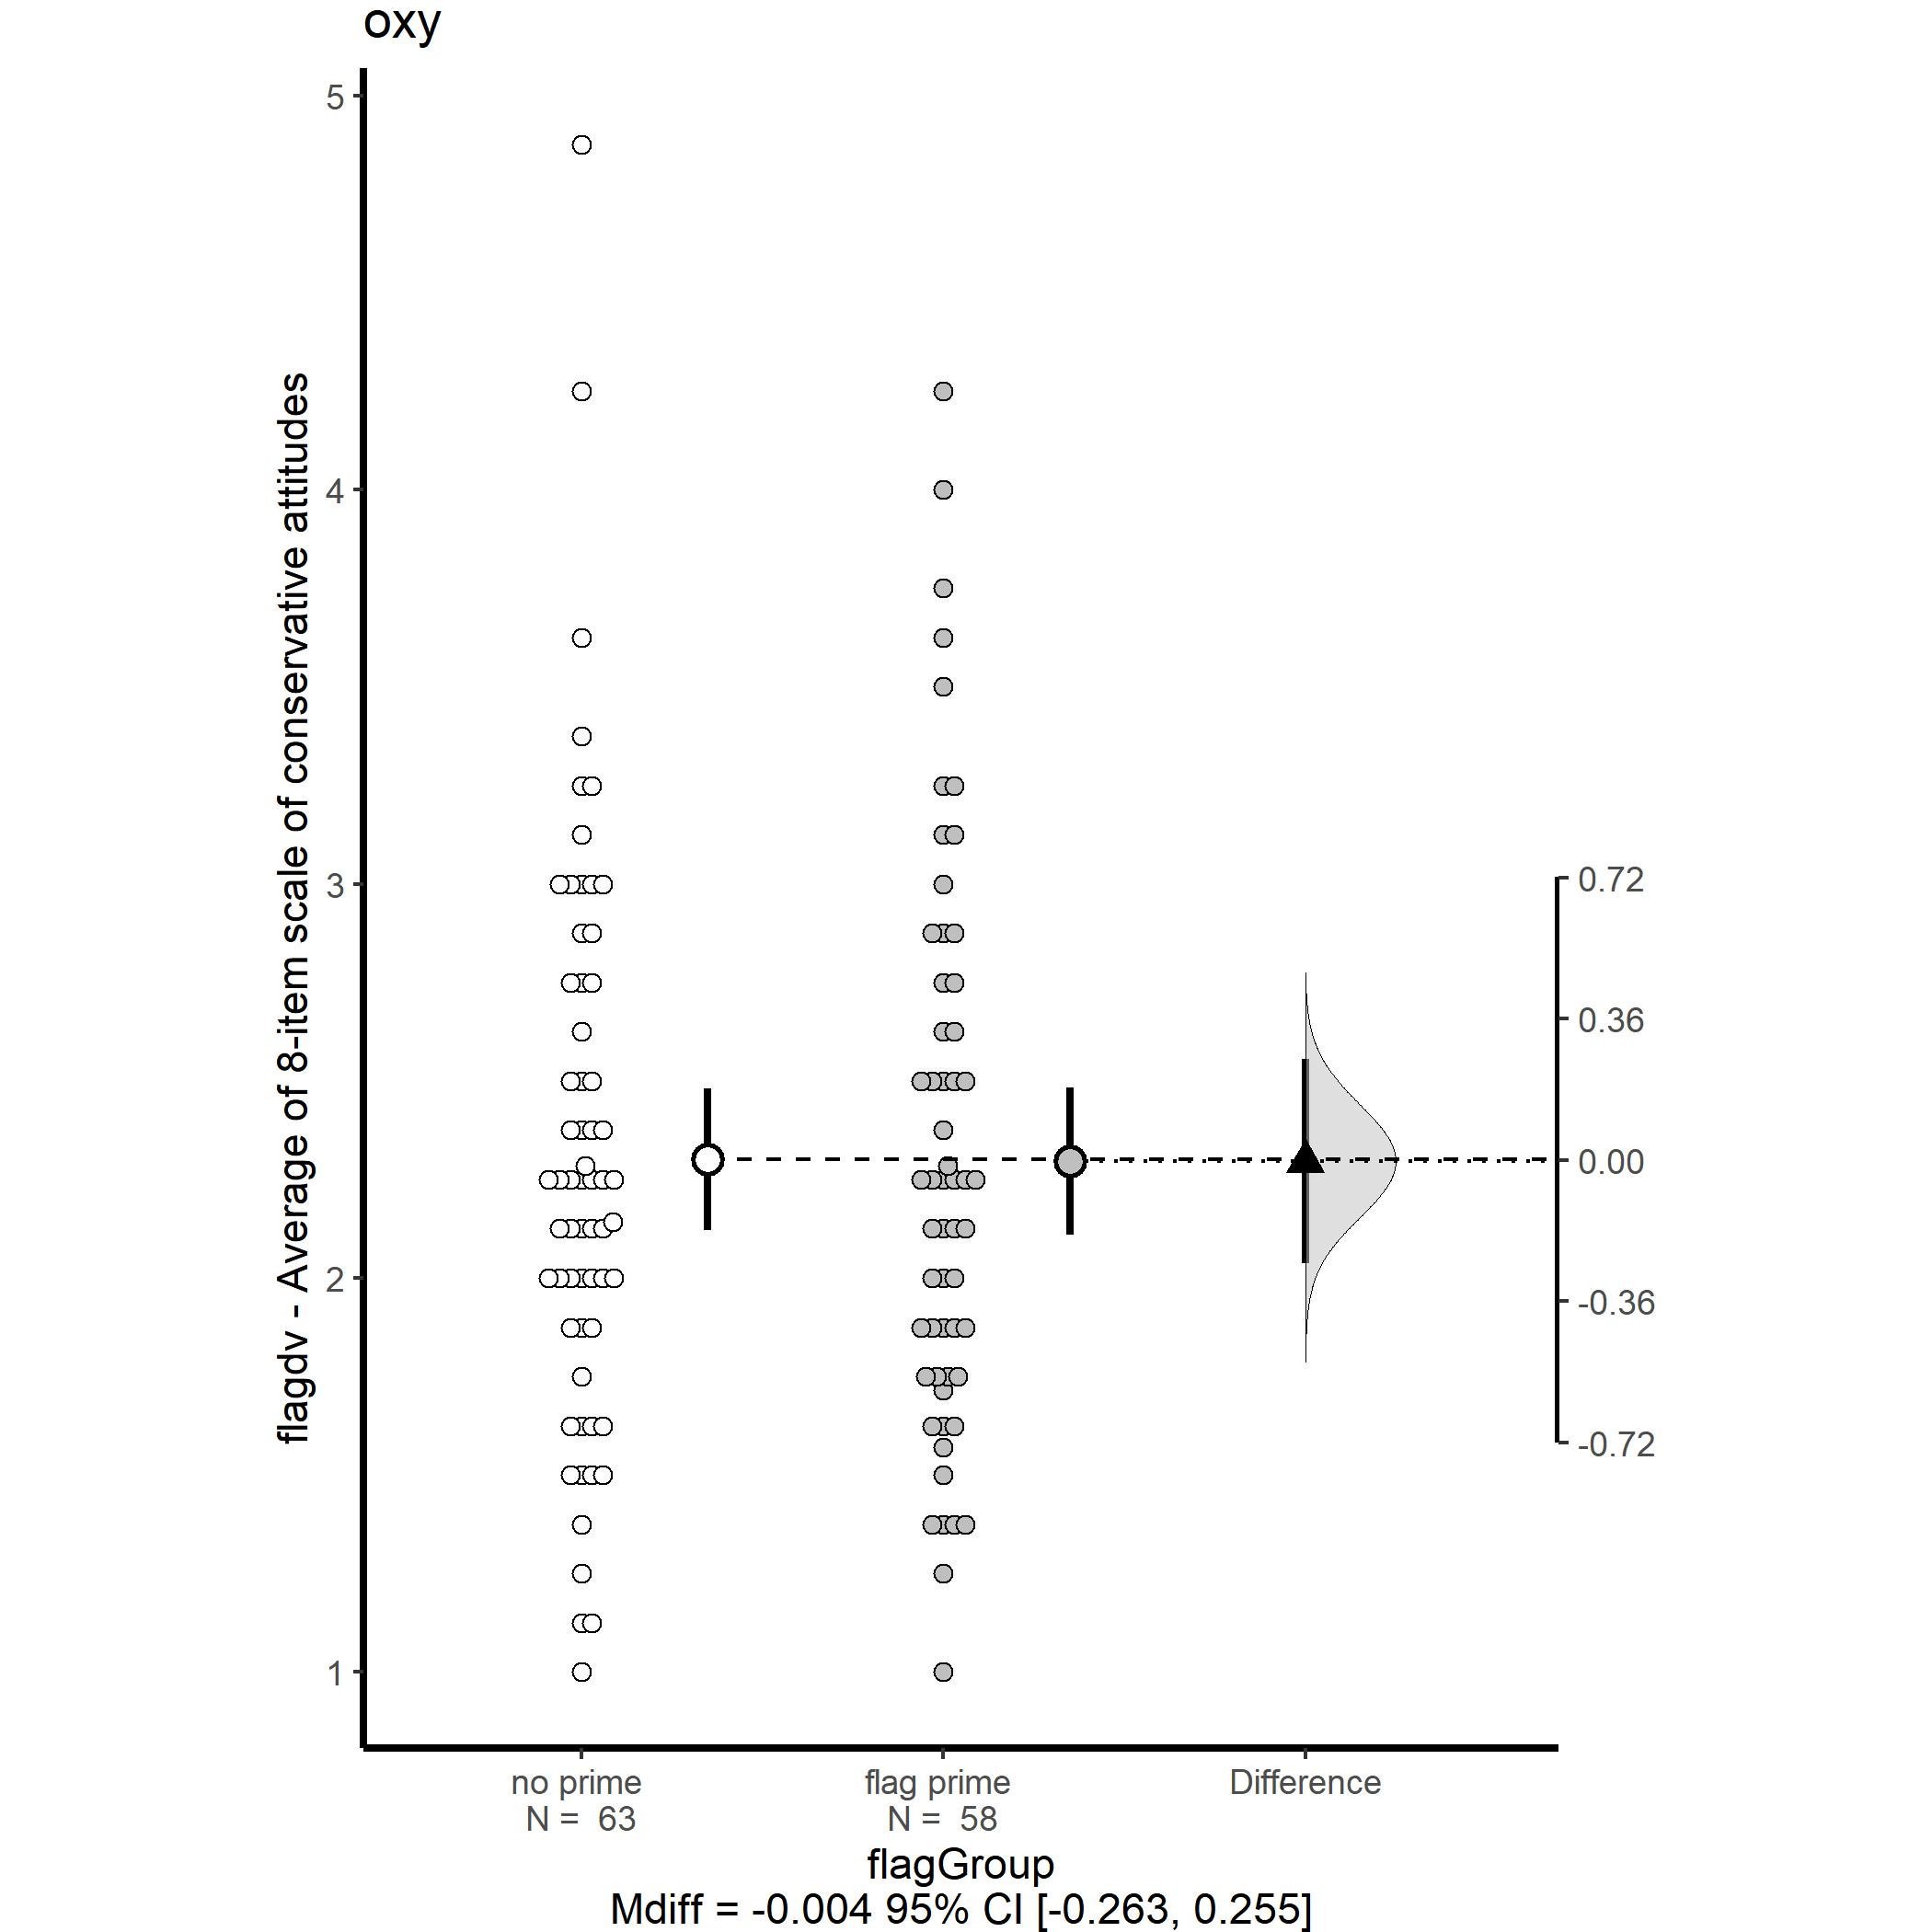 oxy
flagdv - Average of 8-item scale of conservative attitudes
5
4
3
2
1
0.72
0.36
0.00
-0.36
-0.72
no prime
N =  63
flag prime
N =  58
Difference
flagGroup
Mdiff = -0.004 95% CI [-0.263, 0.255]